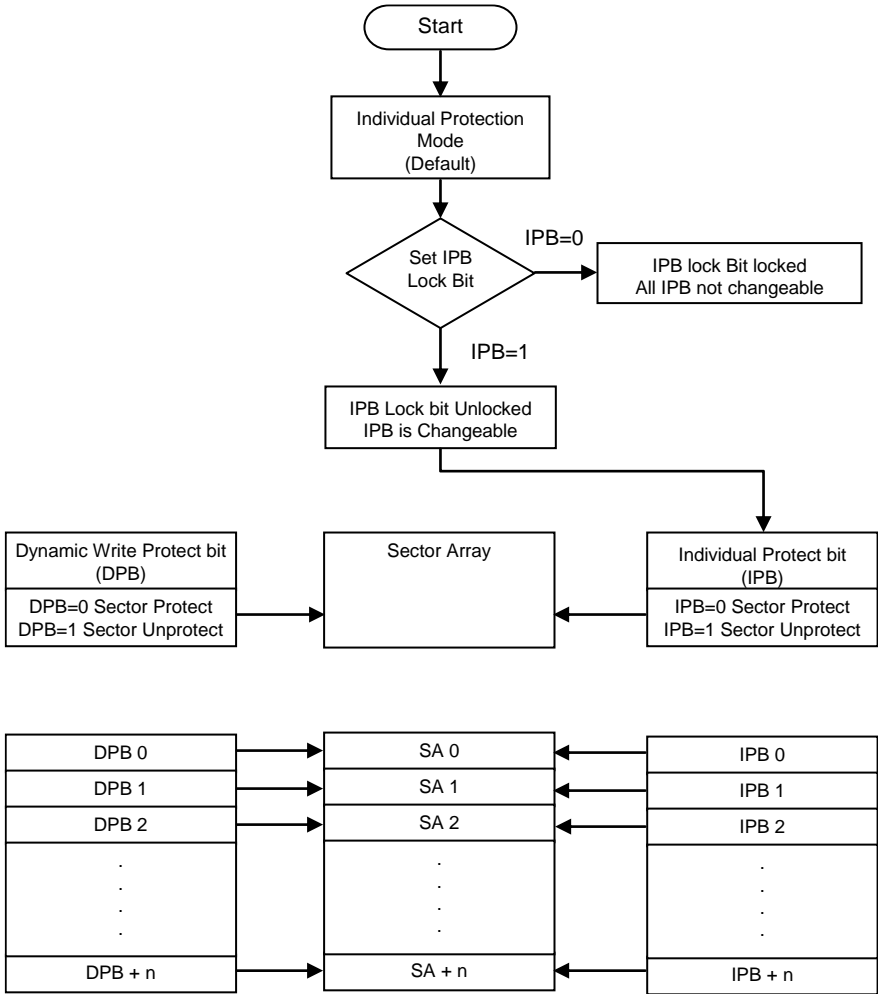 Start
Individual Protection
Mode
(Default)
Set IPB
Lock Bit
IPB=0
IPB lock Bit locked
All IPB not changeable
IPB=1
IPB Lock bit Unlocked
IPB is Changeable
Dynamic Write Protect bit
(DPB)
DPB=0 Sector Protect
DPB=1 Sector Unprotect
Sector Array
Individual Protect bit
(IPB)
IPB=0 Sector Protect
IPB=1 Sector Unprotect
DPB 0
DPB 1
DPB 2
.
.
.
.
DPB + n
SA 0
SA 1
SA 2
.
.
.
.
SA + n
IPB 0
IPB 1
IPB 2
.
.
.
.
IPB + n